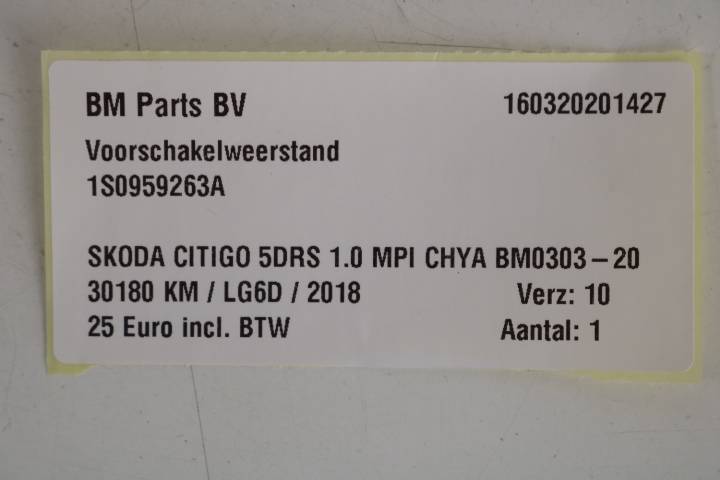 BM Parts BV 160320201427
Voorschakelweerstand
1S0959263A
SKODA CITIGO 5DRS 1.0 MPI CHYA BM0303-20
30180 KM / LG6D / 2018 Verz: 10
25 Euro incl. BTW Aantal: 1